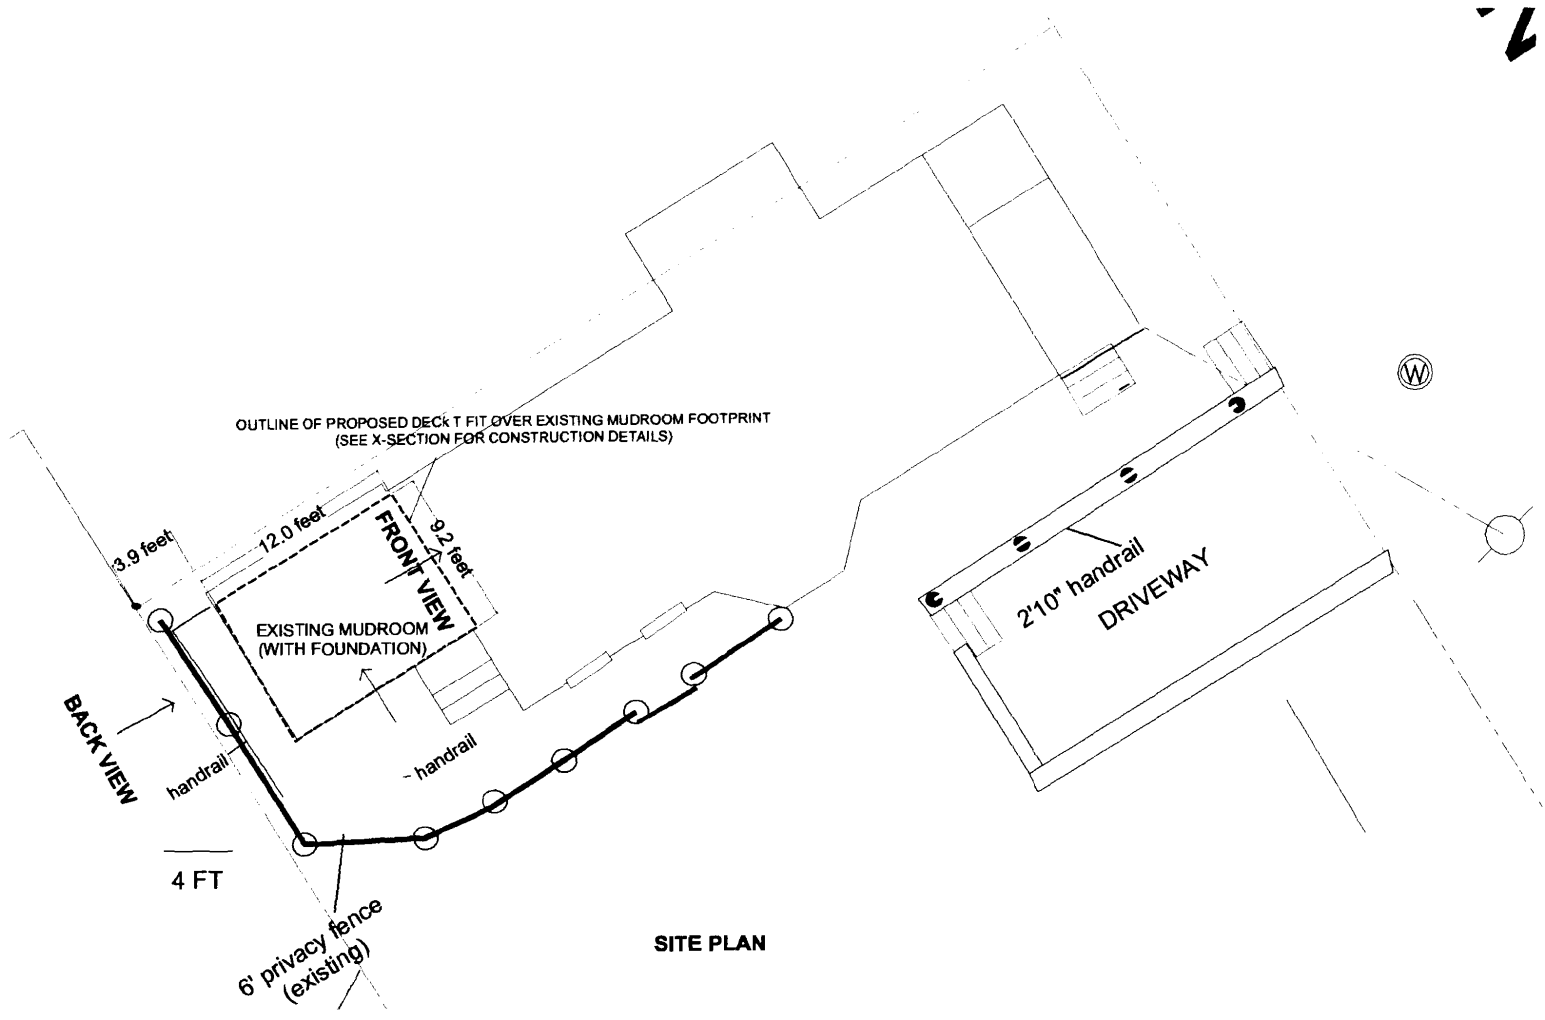 OUTLINE OF PROPOSED DECK T FIT OVER EXISTING MUDROOM FOOTPRINT
(SEE X-SECTION FOR CONSTRUCTION DETAILS)
3.9 feet
12.0 feet
FRONT VIEW
9.2 feet
EXISTING MUDROOM
(WITH FOUNDATION)
BACK VIEW
handrail
handrail
4 FT
6' privacy fence
(existing)
SITE PLAN
2'10" handrail
DRIVEWAY
W